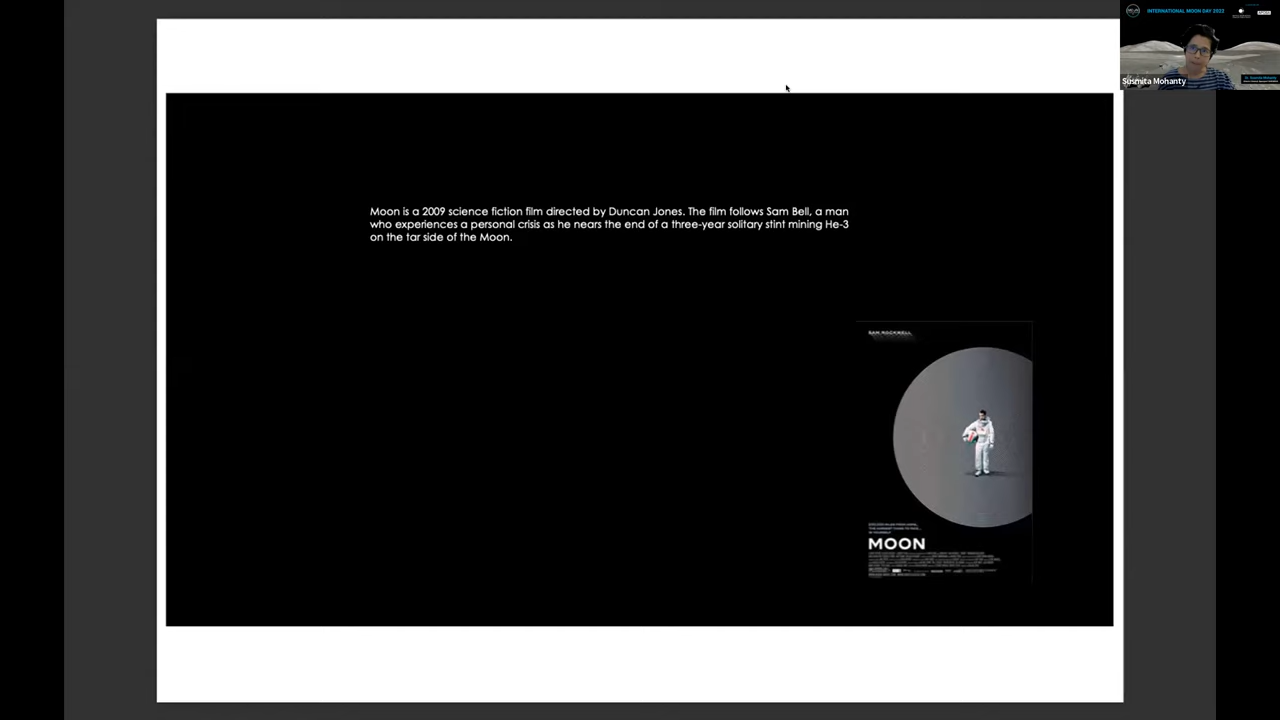 INTERNATIONAL MOON DAY 2022
Susmita Mohanty
Moon is a 2009 science fiction film directed by Duncan Jones. The film follows Sam Bell, a man
who experiences a personal crisis as he nears the end of a three-year solitary stint mining He-3
on the tar side of the Moon.
SAM ROCKWELL
MOON